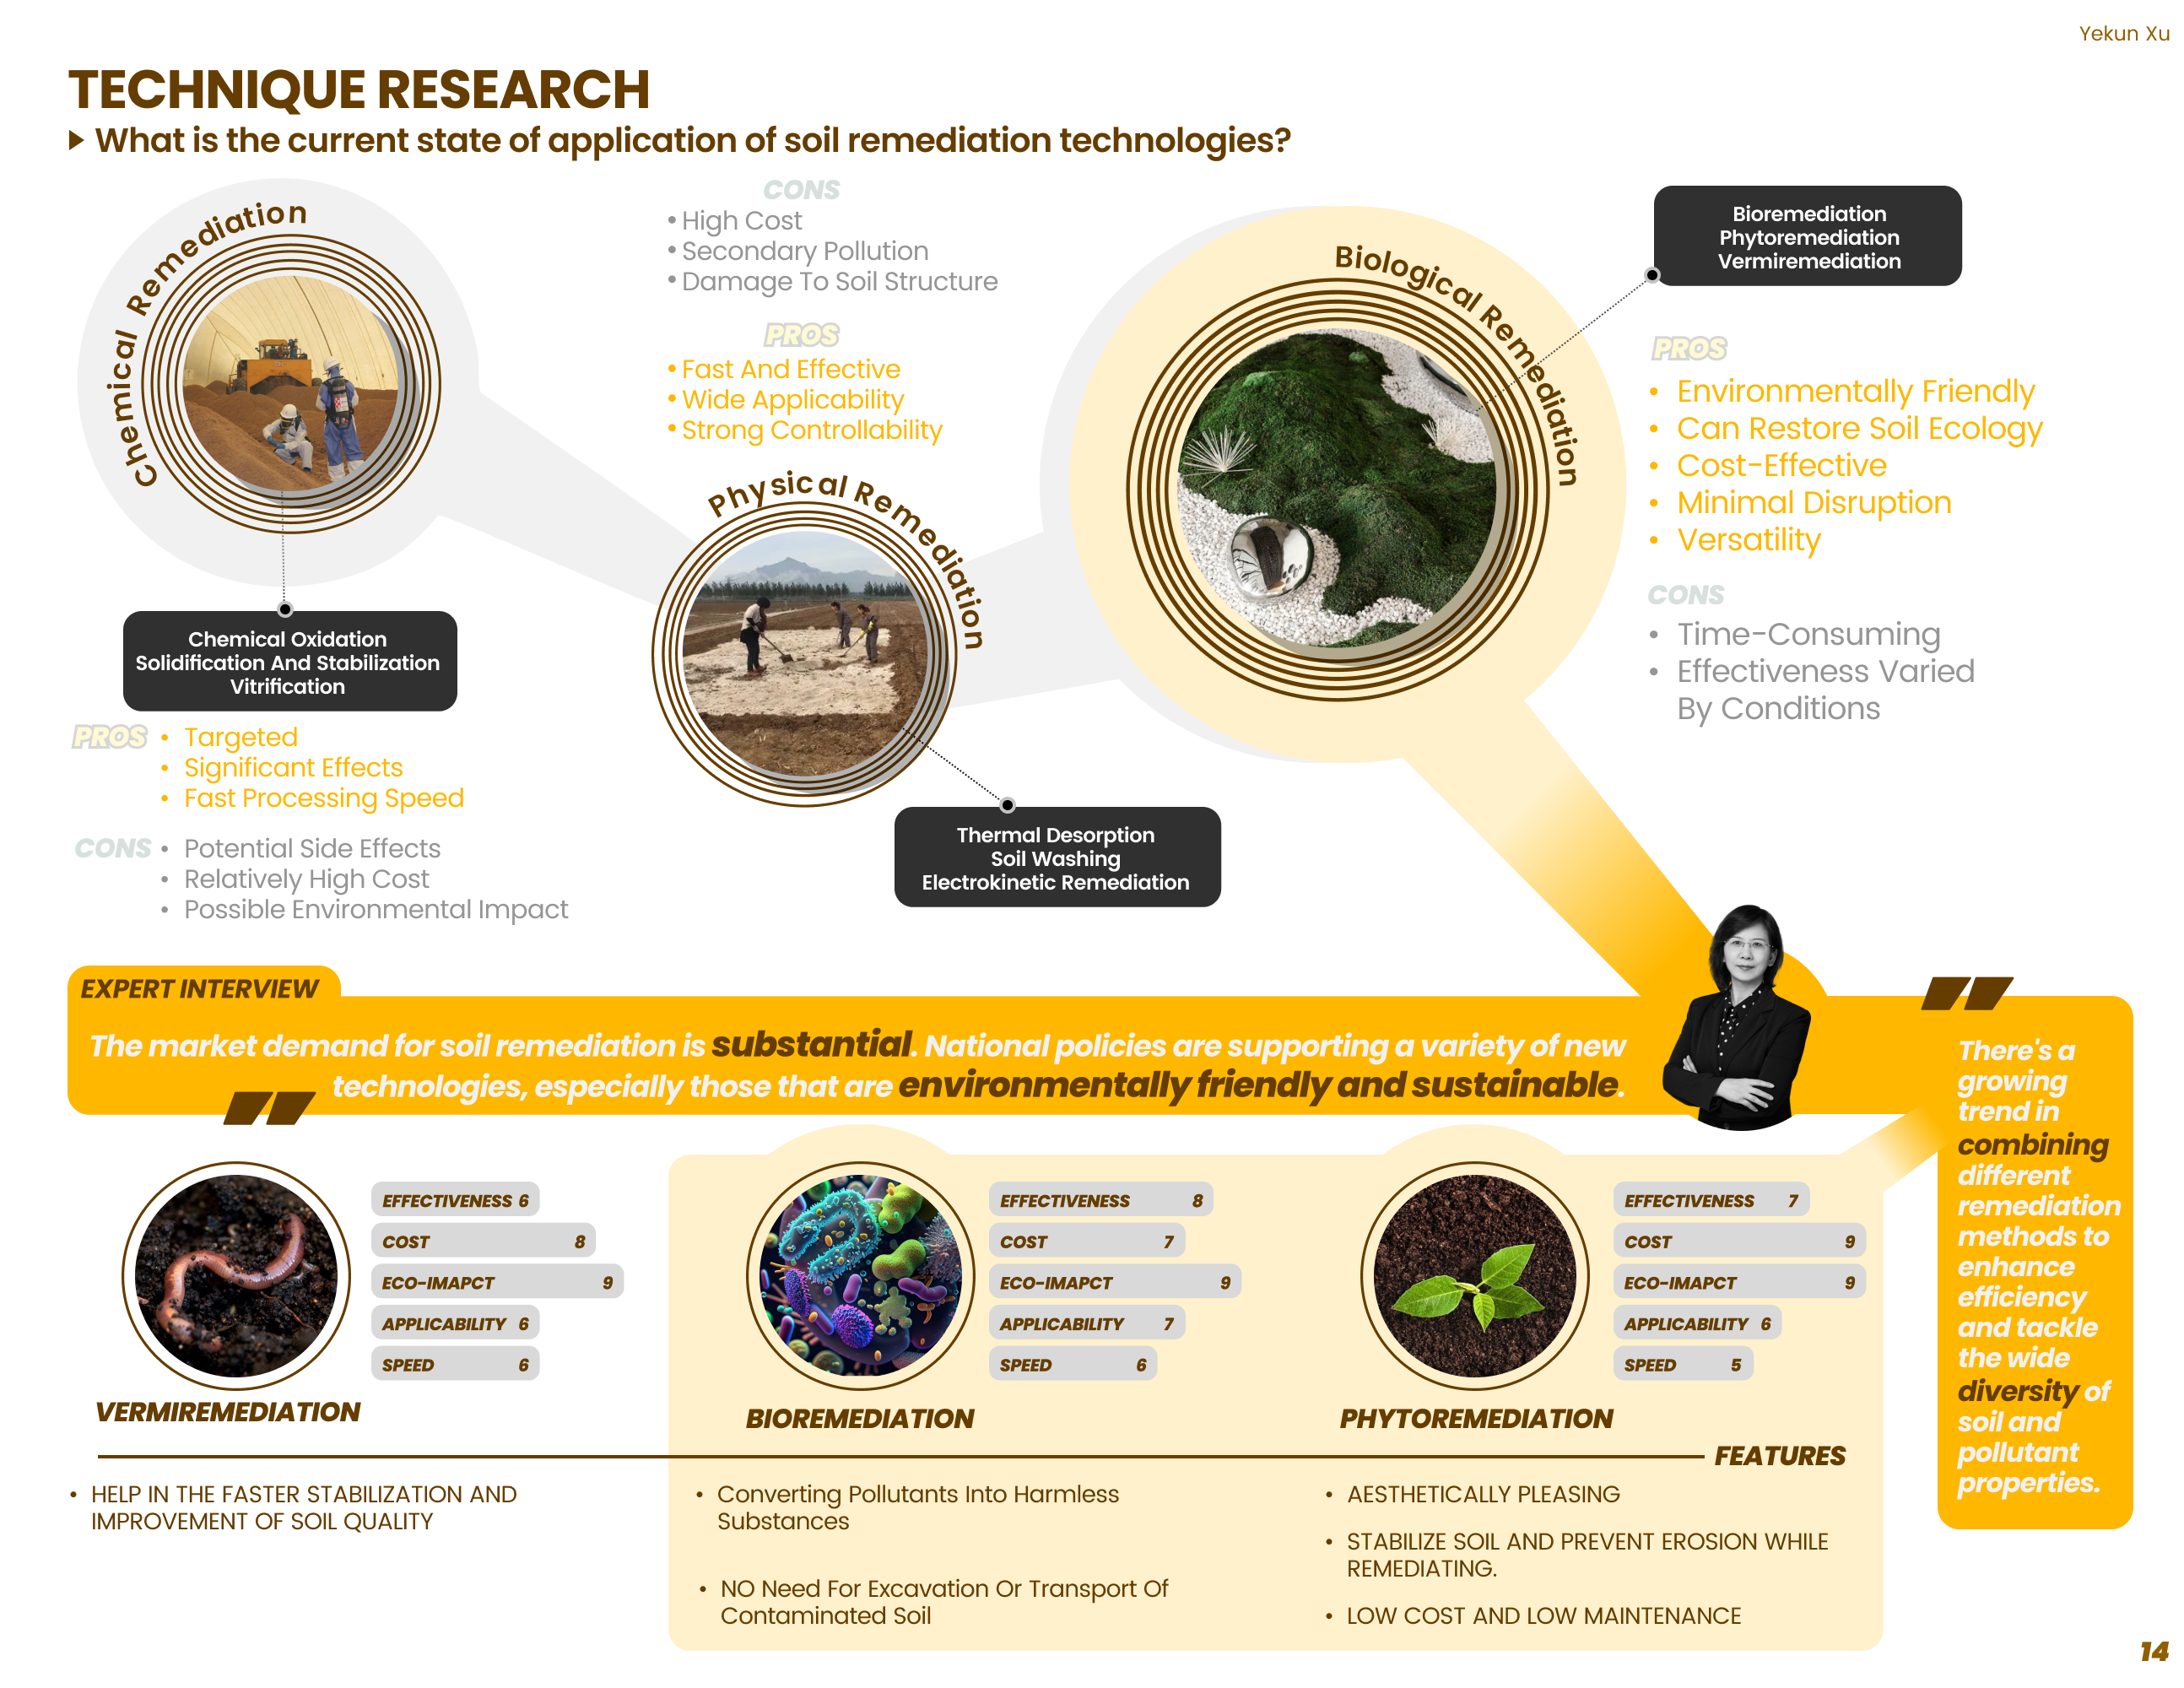 Yekun Xu
TECHNIQUE RESEARCH
What is the current state of application of soil remediation technologies?
Chemical Remediation
Chemical Oxidation
Solidification And Stabilization
Vitrification
PROS
• Targeted
• Significant Effects
• Fast Processing Speed
CONS
• Potential Side Effects
• Relatively High Cost
• Possible Environmental Impact
CONS
• High Cost
• Secondary Pollution
• Damage To Soil Structure
PROS
• Fast And Effective
• Wide Applicability
• Strong Controllability
Physical Remediation
Thermal Desorption
Soil Washing
Electrokinetic Remediation
Biological Remediation
Bioremediation
Phytoremediation
Vermiremediation
PROS
• Environmentally Friendly
• Can Restore Soil Ecology
• Cost-Effective
• Minimal Disruption
• Versatility
CONS
• Time-Consuming
• Effectiveness Varied
By Conditions
EXPERT INTERVIEW
The market demand for soil remediation is substantial. National policies are supporting a variety of new
technologies, especially those that are environmentally friendly and sustainable.
There's a
growing
trend in
combining
different
remediation
methods to
enhance
efficiency
and tackle
the wide
diversity of
soil and
pollutant
properties.
EFFECTIVENESS 6
COST 8
ECO-IMAPCT 9
APPLICABILITY 6
SPEED 6
VERMIREMEDIATION
EFFECTIVENESS 8
COST 7
ECO-IMAPCT 9
APPLICABILITY 7
SPEED 6
BIOREMEDIATION
EFFECTIVENESS 7
COST 9
ECO-IMAPCT 9
APPLICABILITY 6
SPEED 5
PHYTOREMEDIATION
FEATURES
• HELP IN THE FASTER STABILIZATION AND
IMPROVEMENT OF SOIL QUALITY
• Converting Pollutants Into Harmless
Substances
• NO Need For Excavation Or Transport Of
Contaminated Soil
• AESTHETICALLY PLEASING
• STABILIZE SOIL AND PREVENT EROSION WHILE
REMEDIATING.
• LOW COST AND LOW MAINTENANCE
14